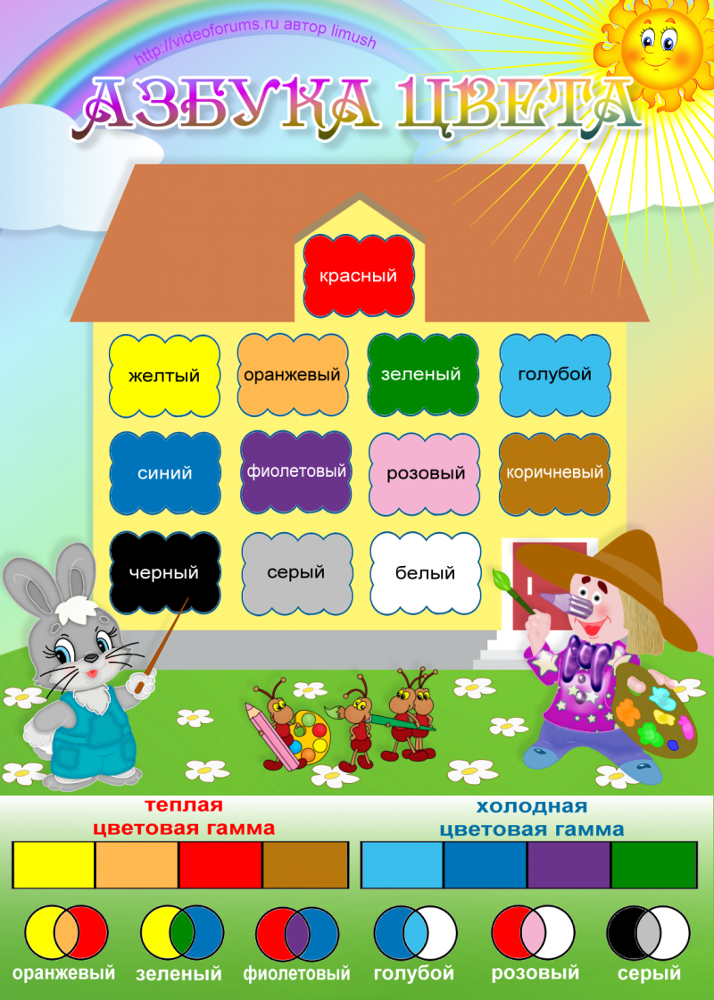 http://videoforums.ru автор limush
АЗБУКА ЦВЕТА
красный
желтый
оранжевый
зеленый
голубой
синий
фиолетовый
розовый
коричневый
черный
серый
белый
теплая
цветовая гамма
холодная
цветовая гамма
оранжевый
зеленый
фиолетовый
голубой
розовый
серый